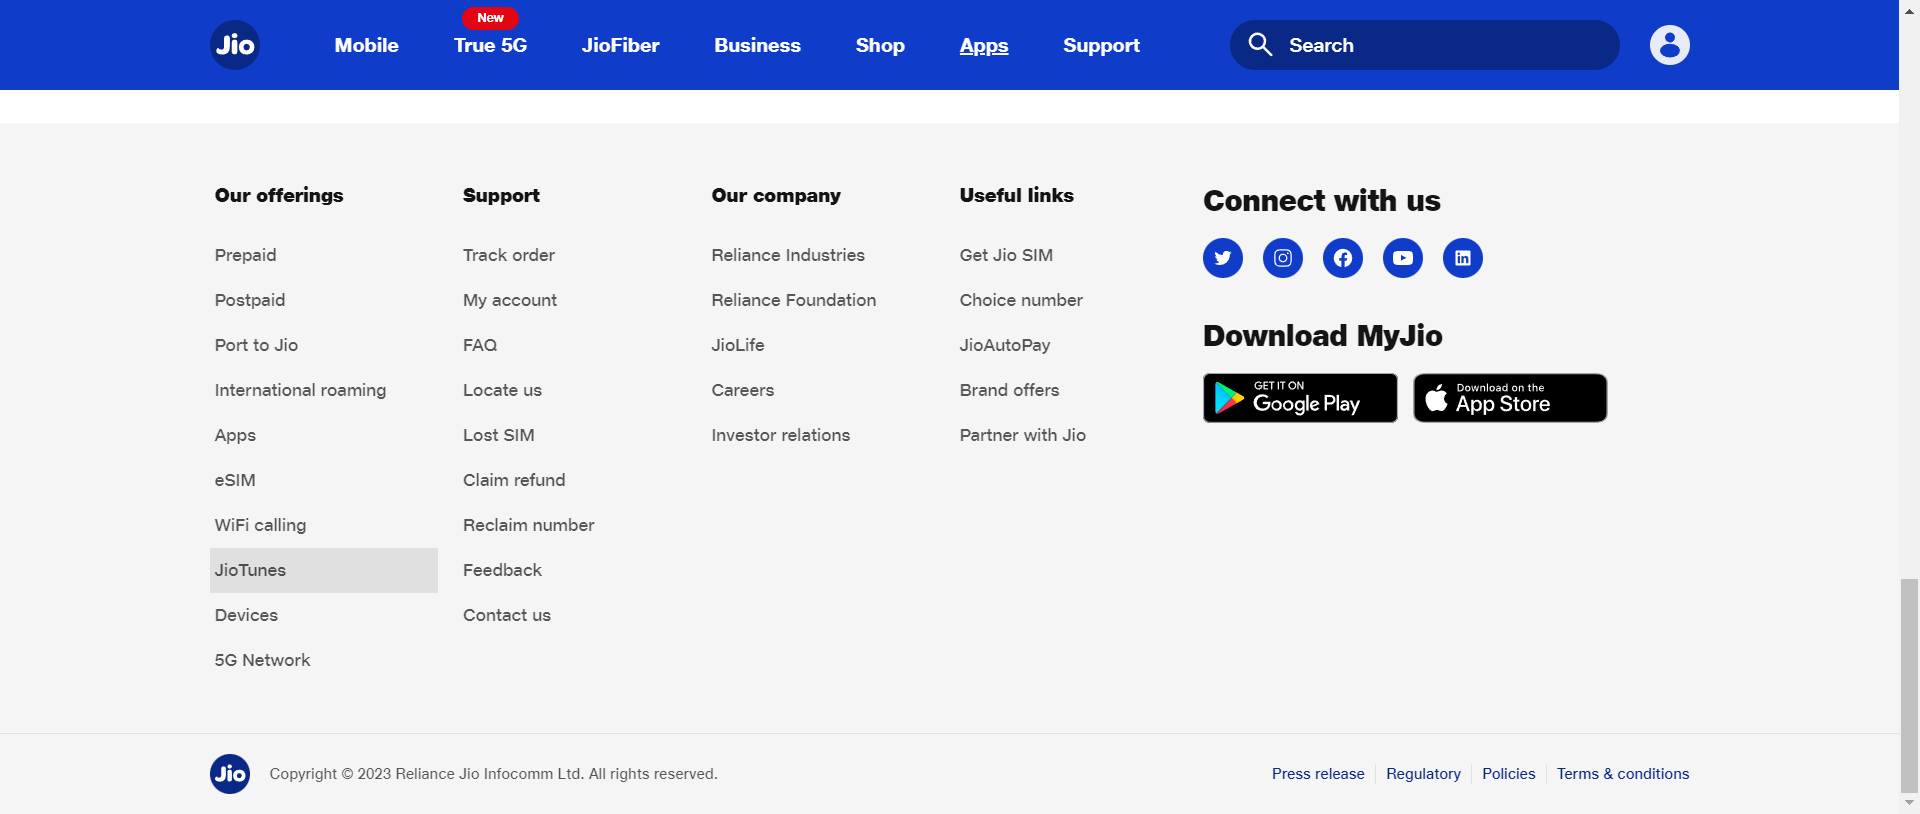 Jio
Mobile
New
True 5G
JioFiber
Business
Shop
Apps
Support
Search
Our offerings
Prepaid
Postpaid
Port to Jio
International roaming
Apps
eSIM
WiFi calling
JioTunes
Devices
5G Network
Support
Track order
My account
FAQ
Locate us
Lost SIM
Claim refund
Reclaim number
Feedback
Contact us
Our company
Reliance Industries
Reliance Foundation
JioLife
Careers
Investor relations
Useful links
Get Jio SIM
Choice number
JioAutoPay
Brand offers
Partner with Jio
Connect with us
in
Download MyJio
GET IT ON
Google Play
Download on the
App Store
Jio
Copyright © 2023 Reliance Jio Infocomm Ltd. All rights reserved.
Press release
Regulatory
Policies
Terms & conditions